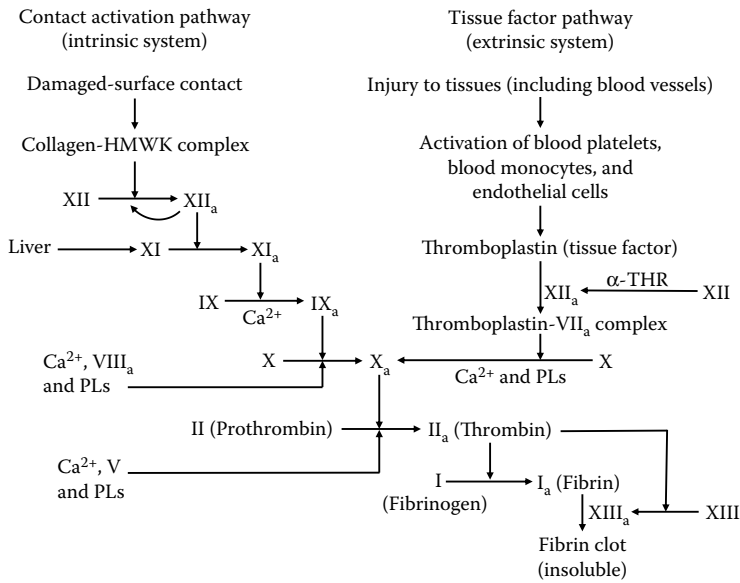 Contact activation pathway
(intrinsic system)
Tissue factor pathway
(extrinsic system)
Damaged-surface contact
Injury to tissues (including blood vessels)
Collagen-HMWK complex
Activation of blood platelets,
blood monocytes, and
endothelial cells
XII XIIₐ
Liver XI XIₐ
Thromboplastin (tissue factor)
IX IXₐ
Ca²⁺
XIIₐ α-THR XII
Thromboplastin-VIIₐ complex
Ca²⁺, VIIIₐ
and PLs
X Xₐ X
Ca²⁺ and PLs
II (Prothrombin) IIₐ (Thrombin)
Ca²⁺, V
and PLs
I Iₐ (Fibrin)
(Fibrinogen)
XIIIₐ XIII
Fibrin clot
(insoluble)